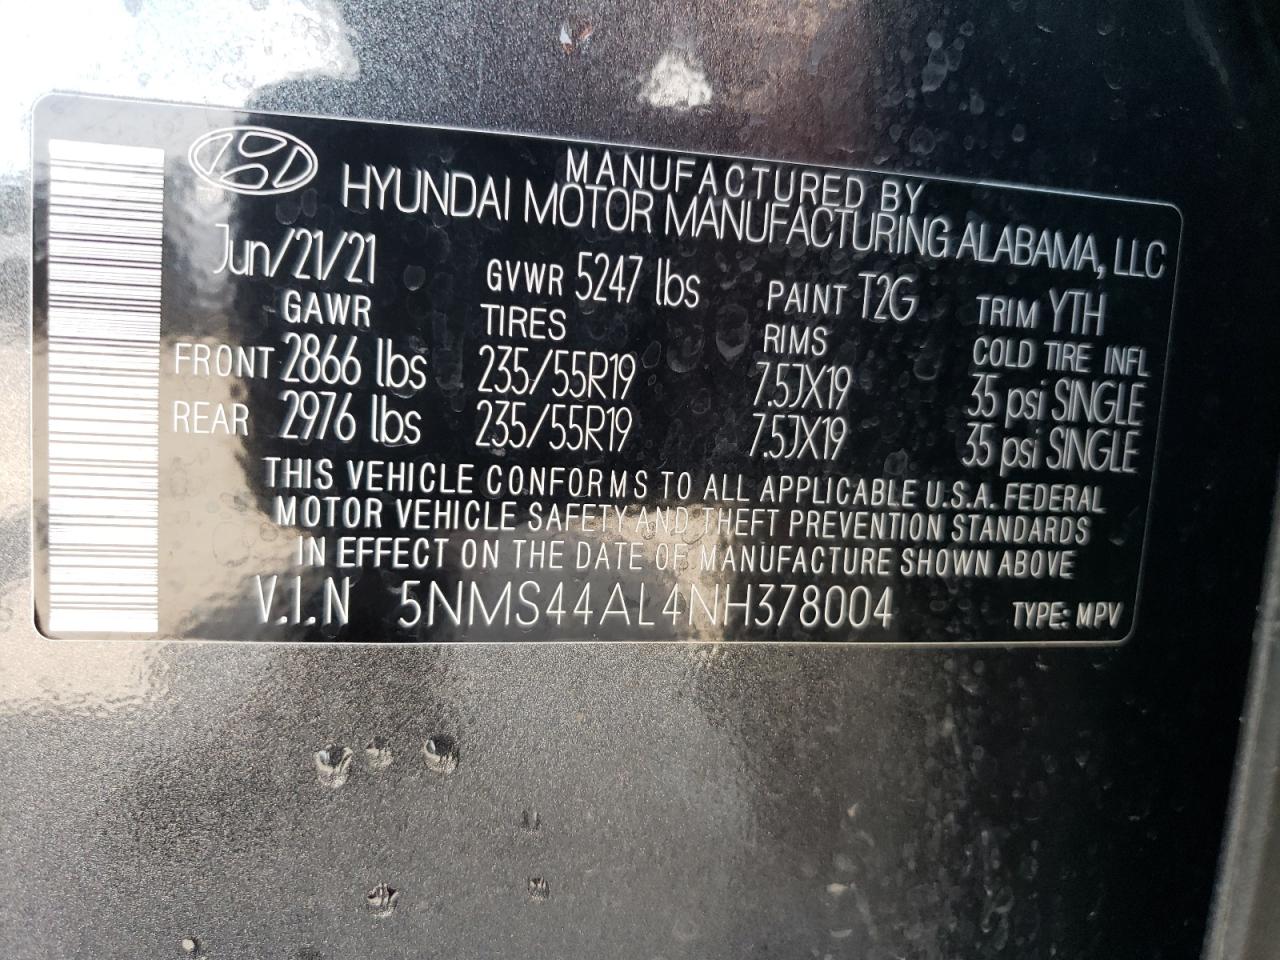 MANUFACTURED BY
HYUNDAI MOTOR MANUFACTURING ALABAMA, LLC
Jun/21/21 GVWR 5247 lbs PAINT T2G TRIM YTH
GAWR TIRES RIMS COLD TIRE INFL
FRONT 2866 lbs 235/55R19 7.5JX19 35 psi SINGLE
REAR 2976 lbs 235/55R19 7.5JX19 35 psi SINGLE
THIS VEHICLE CONFORMS TO ALL APPLICABLE U.S.A. FEDERAL
MOTOR VEHICLE SAFETY AND THEFT PREVENTION STANDARDS
IN EFFECT ON THE DATE OF MANUFACTURE SHOWN ABOVE
V.I.N 5NMS44AL4NH378004 TYPE: MPV